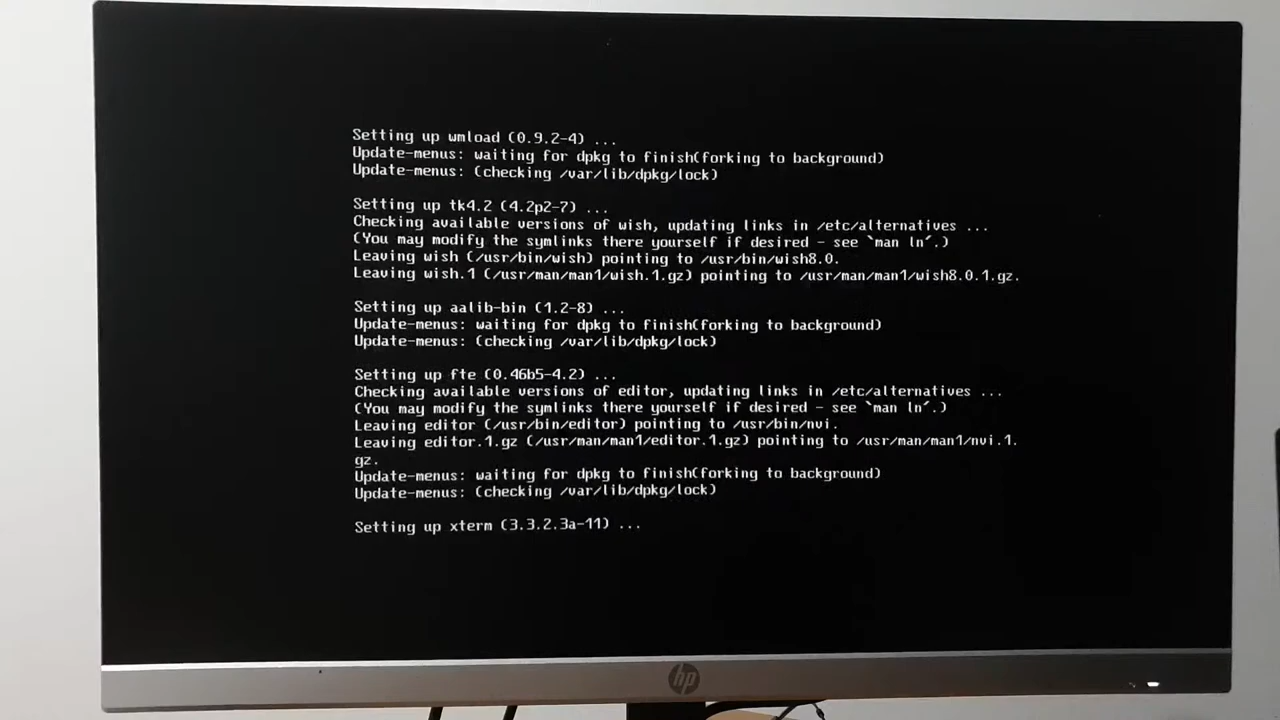 Setting up wmload (0.9.2-4) ...
Update-menus: waiting for dpkg to finish(forking to background)
Update-menus: (checking /var/lib/dpkg/lock)
Setting up tk4.2 (4.2p2-7) ...
Checking available versions of wish, updating links in /etc/alternatives ...
(You may modify the symlinks there yourself if desired - see `man ln'.)
Leaving wish (/usr/bin/wish) pointing to /usr/bin/wish8.0.
Leaving wish.1 (/usr/man/man1/wish.1.gz) pointing to /usr/man/man1/wish8.0.1.gz.
Setting up aalib-bin (1.2-8) ...
Update-menus: waiting for dpkg to finish(forking to background)
Update-menus: (checking /var/lib/dpkg/lock)
Setting up fte (0.46b5-4.2) ...
Checking available versions of editor, updating links in /etc/alternatives ...
(You may modify the symlinks there yourself if desired - see `man ln'.)
Leaving editor (/usr/bin/editor) pointing to /usr/bin/nvi.
Leaving editor.1.gz (/usr/man/man1/editor.1.gz) pointing to /usr/man/man1/nvi.1.
gz.
Update-menus: waiting for dpkg to finish(forking to background)
Update-menus: (checking /var/lib/dpkg/lock)
Setting up xterm (3.3.2.3a-11) ...
hp